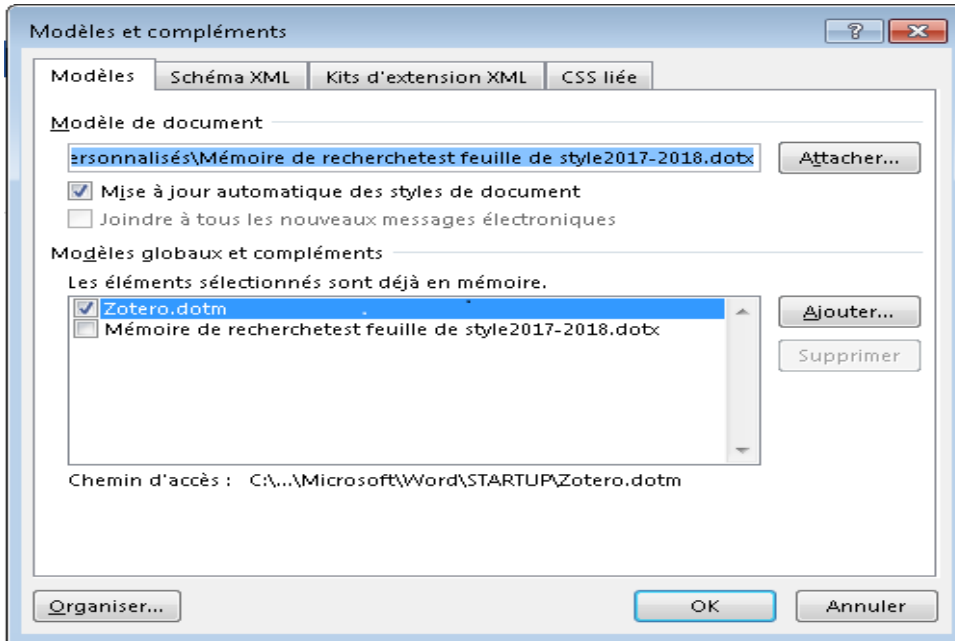 Modèles et compléments
Modèles Schéma XML Kits d'extension XML CSS liée
Modèle de document
ersonnalisés\Mémoire de recherchetest feuille de style2017-2018.dotx Attacher...
Mise à jour automatique des styles de document
Joindre à tous les nouveaux messages électroniques
Modèles globaux et compléments
Les éléments sélectionnés sont déjà en mémoire.
Zotero.dotm Ajouter...
Mémoire de recherchetest feuille de style2017-2018.dotx
Supprimer
Chemin d'accès : C:\...\Microsoft\Word\STARTUP\Zotero.dotm
Organiser... OK Annuler